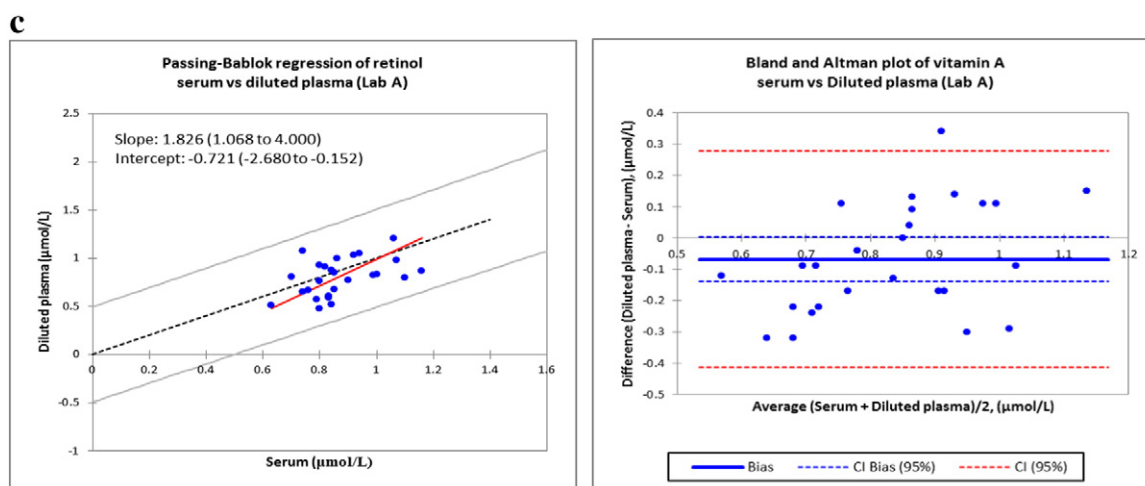 c
Passing-Bablok regression of retinol
serum vs diluted plasma (Lab A)
Slope: 1.826 (1.068 to 4.000)
Intercept: -0.721 (-2.680 to -0.152)
Diluted plasma(µmol/L)
2.5
2
1.5
1
0.5
0
-0.5
-1
0 0.2 0.4 0.6 0.8 1 1.2 1.4 1.6
Serum (µmol/L)
Bland and Altman plot of vitamin A
serum vs Diluted plasma (Lab A)
Difference (Diluted plasma - Serum), (µmol/L)
0.4
0.3
0.2
0.1
0
-0.1
-0.2
-0.3
-0.4
-0.5
0.5 0.6 0.7 0.8 0.9 1 1.1 1.2
Average (Serum + Diluted plasma)/2, (µmol/L)
Bias CI Bias (95%) CI (95%)